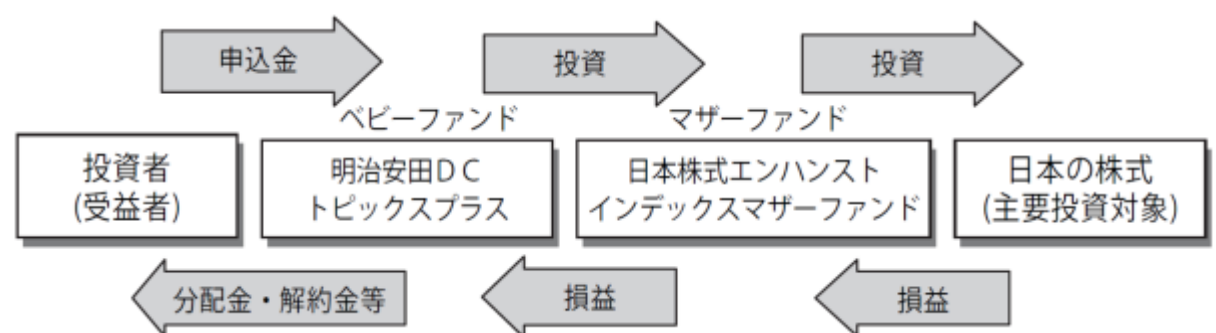 申込金
投資
投資
ベビーファンド
マザーファンド
投資者
(受益者)
明治安田ＤＣ
トピックスプラス
日本株式エンハンスト
インデックスマザーファンド
日本の株式
(主要投資対象)
分配金・解約金等
損益
損益